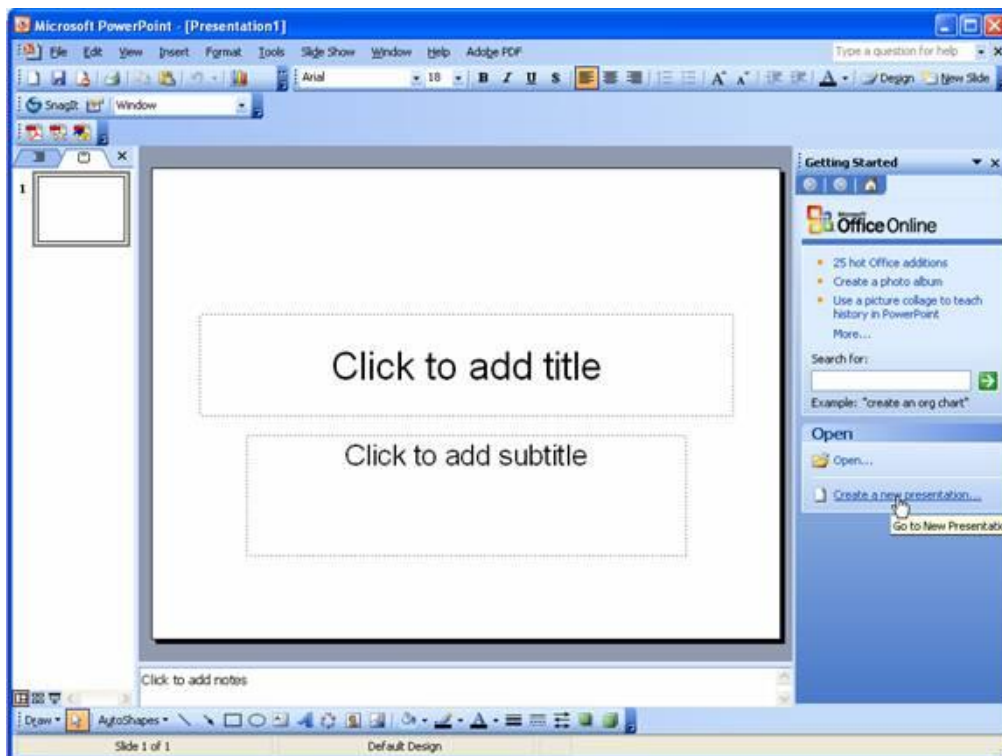 Microsoft PowerPoint - [Presentation1]
File Edit View Insert Format Tools Slide Show Window Help Adobe PDF Type a question for help
Arial 18 B I U S A A A Design New Slide
SnagIt Window
Getting Started
1
Microsoft
Office Online
25 hot Office additions
Create a photo album
Use a picture collage to teach
history in PowerPoint
More...
Search for:
Example: "create an org chart"
Click to add title
Click to add subtitle
Open
Open...
Create a new presentation...
Go to New Presentatio
Click to add notes
Draw AutoShapes A
Slide 1 of 1 Default Design